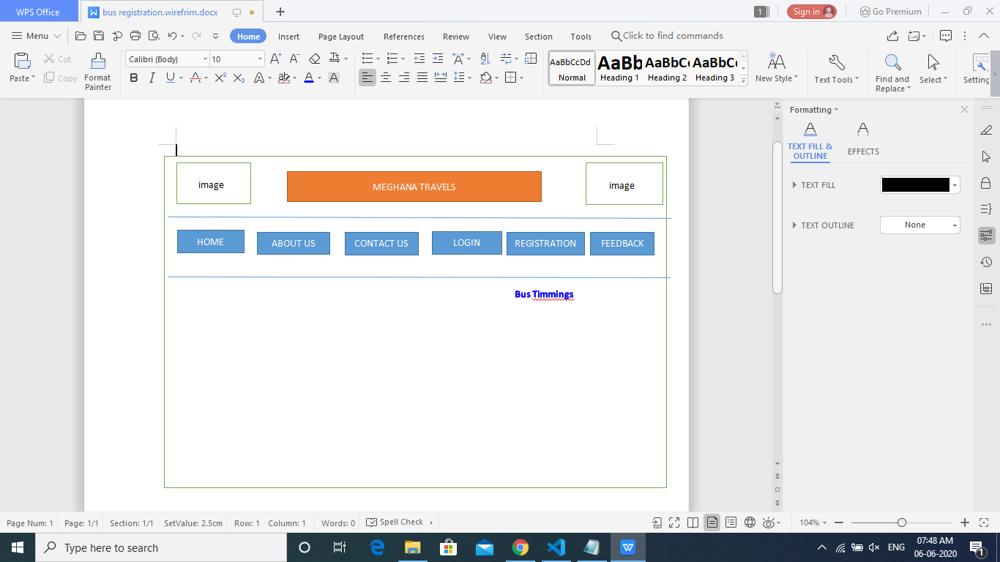 WPS Office
bus registration.wirefrim.docx
1
Sign in
Go Premium
Menu
Home
Insert
Page Layout
References
Review
View
Section
Tools
Click to find commands
Paste
Cut
Copy
Format Painter
Calibri (Body)
10
AaBbCcDd
Normal
AaBb
Heading 1
AaBbCc
Heading 2
AaBbCc
Heading 3
New Style
Text Tools
Find and Replace
Select
Setting
Formatting
TEXT FILL & OUTLINE
EFFECTS
TEXT FILL
TEXT OUTLINE
None
image
MEGHANA TRAVELS
image
HOME
ABOUT US
CONTACT US
LOGIN
REGISTRATION
FEEDBACK
Bus Timmings
Page Num: 1
Page: 1/1
Section: 1/1
SetValue: 2.5cm
Row: 1
Column: 1
Words: 0
Spell Check
104%
Type here to search
ENG
07:48 AM
06-06-2020
1